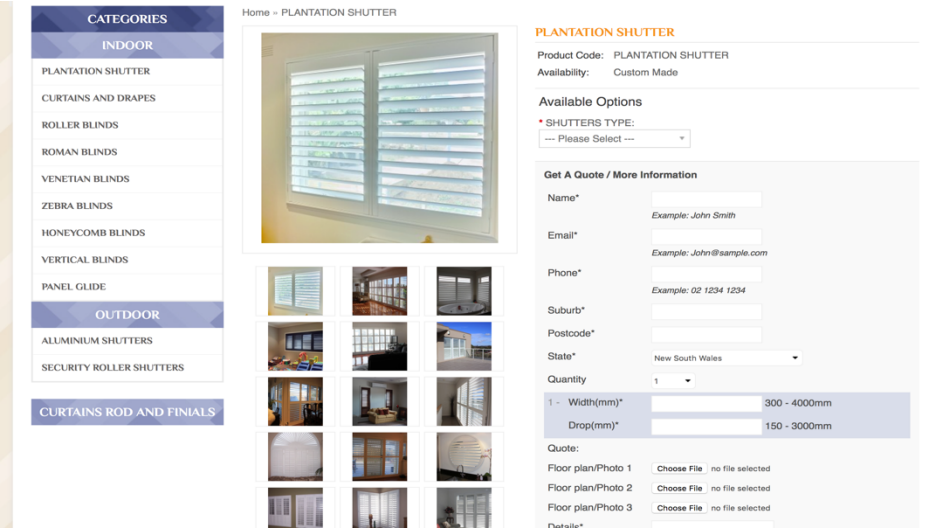 CATEGORIES
INDOOR
PLANTATION SHUTTER
CURTAINS AND DRAPES
ROLLER BLINDS
ROMAN BLINDS
VENETIAN BLINDS
ZEBRA BLINDS
HONEYCOMB BLINDS
VERTICAL BLINDS
PANEL GLIDE
OUTDOOR
ALUMINIUM SHUTTERS
SECURITY ROLLER SHUTTERS
CURTAINS ROD AND FINIALS
Home » PLANTATION SHUTTER
PLANTATION SHUTTER
Product Code: PLANTATION SHUTTER
Availability: Custom Made
Available Options
* SHUTTERS TYPE:
--- Please Select ---
Get A Quote / More Information
Name*
Example: John Smith
Email*
Example: John@sample.com
Phone*
Example: 02 1234 1234
Suburb*
Postcode*
State* New South Wales
Quantity 1
1 - Width(mm)* 300 - 4000mm
Drop(mm)* 150 - 3000mm
Quote:
Floor plan/Photo 1 Choose File no file selected
Floor plan/Photo 2 Choose File no file selected
Floor plan/Photo 3 Choose File no file selected
Details*